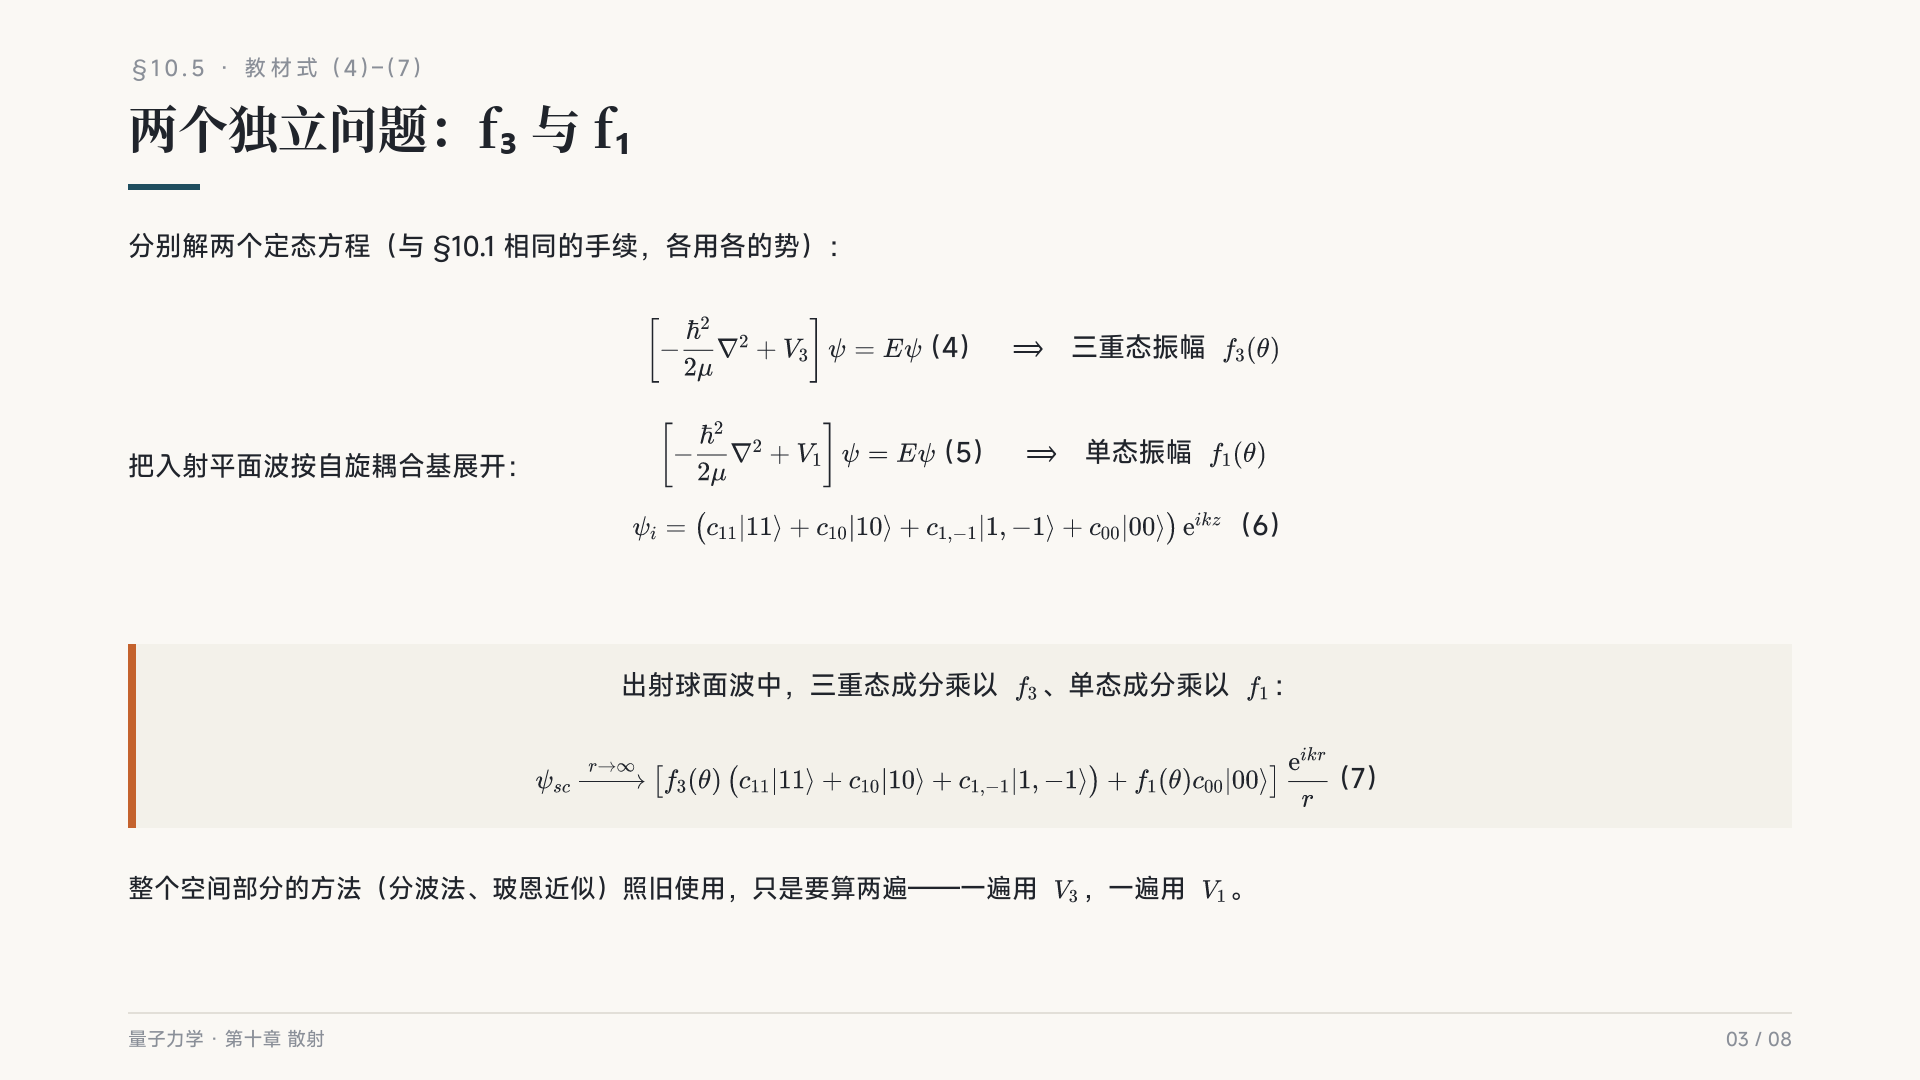 §10.5 · 教材式 (4)–(7)
两个独立问题：f₃ 与 f₁
分别解两个定态方程（与 §10.1 相同的手续，各用各的势）:
[−ℏ²/2μ ∇² + V₃] ψ = Eψ (4) ⟹ 三重态振幅 f₃(θ)
[−ℏ²/2μ ∇² + V₁] ψ = Eψ (5) ⟹ 单态振幅 f₁(θ)
把入射平面波按自旋耦合基展开:
ψᵢ = (c₁₁|11⟩ + c₁₀|10⟩ + c₁,₋₁|1, −1⟩ + c₀₀|00⟩) e^{ikz} (6)
出射球面波中，三重态成分乘以 f₃、单态成分乘以 f₁:
ψ_{sc} \xrightarrow{r→∞} [f₃(θ) (c₁₁|11⟩ + c₁₀|10⟩ + c₁,₋₁|1, −1⟩) + f₁(θ)c₀₀|00⟩] e^{ikr}/r (7)
整个空间部分的方法（分波法、玻恩近似）照旧使用，只是要算两遍——一遍用 V₃，一遍用 V₁。
量子力学 · 第十章 散射
03 / 08